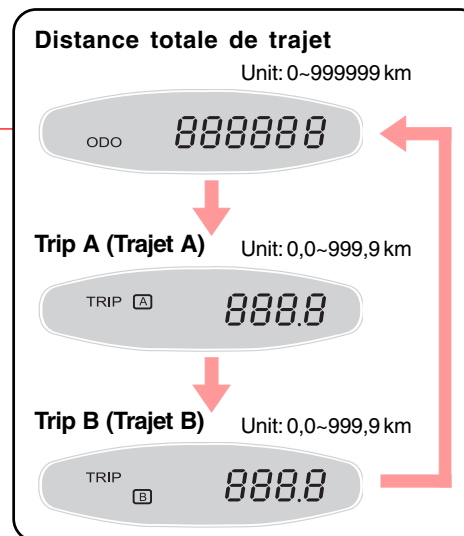 Distance totale de trajet
Unit: 0~999999 km
ODO 888888
Trip A (Trajet A) Unit: 0,0~999,9 km
TRIP A 888.8
Trip B (Trajet B) Unit: 0,0~999,9 km
TRIP 888.8
B